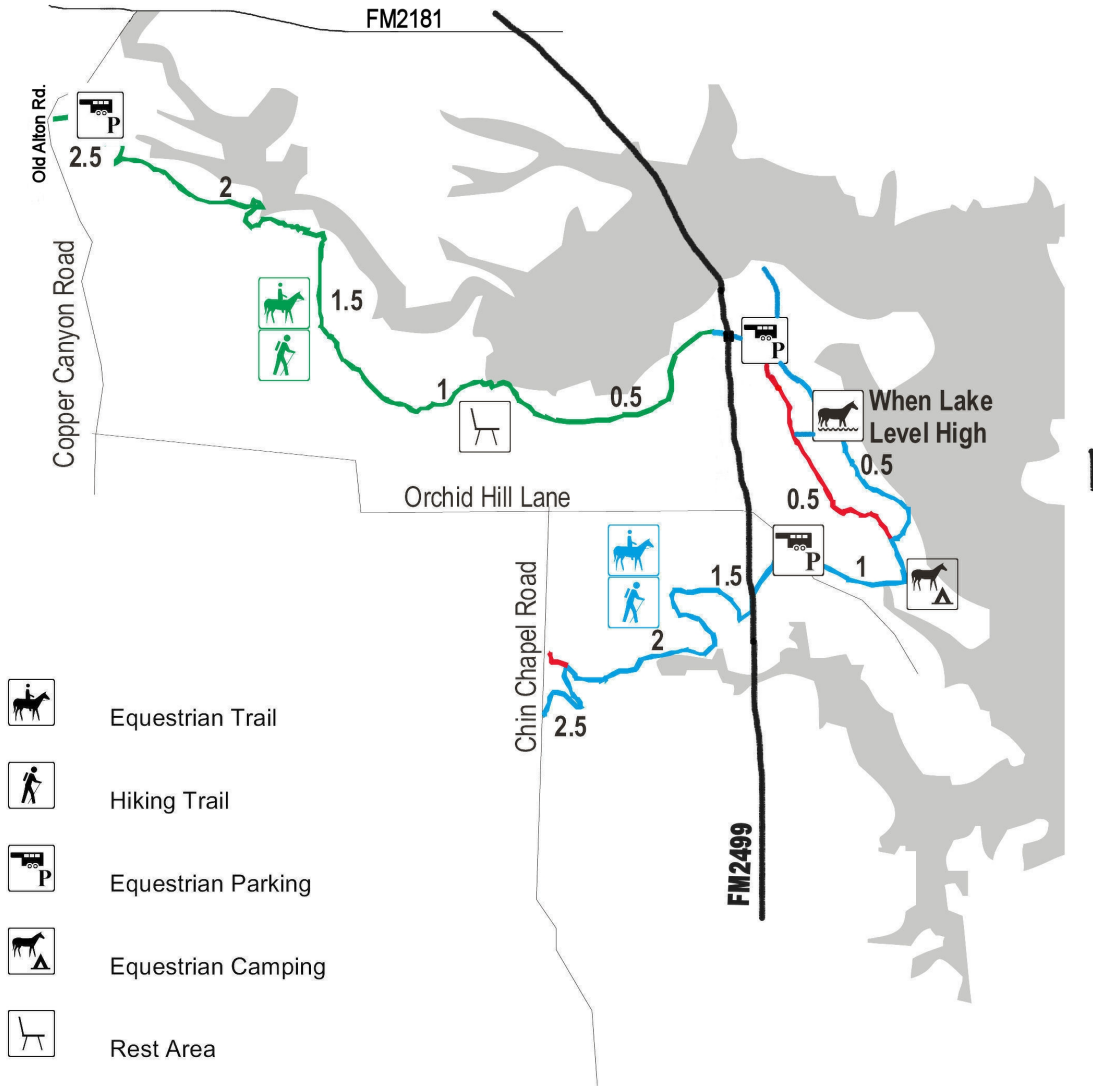 FM2181
Old Alton Rd.
P
2.5
2
Copper Canyon Road
1.5
1
0.5
P
When Lake
Level High
0.5
0.5
Orchid Hill Lane
P
1
1.5
2
Chin Chapel Road
2.5
FM2499
Equestrian Trail
Hiking Trail
P
Equestrian Parking
Equestrian Camping
Rest Area